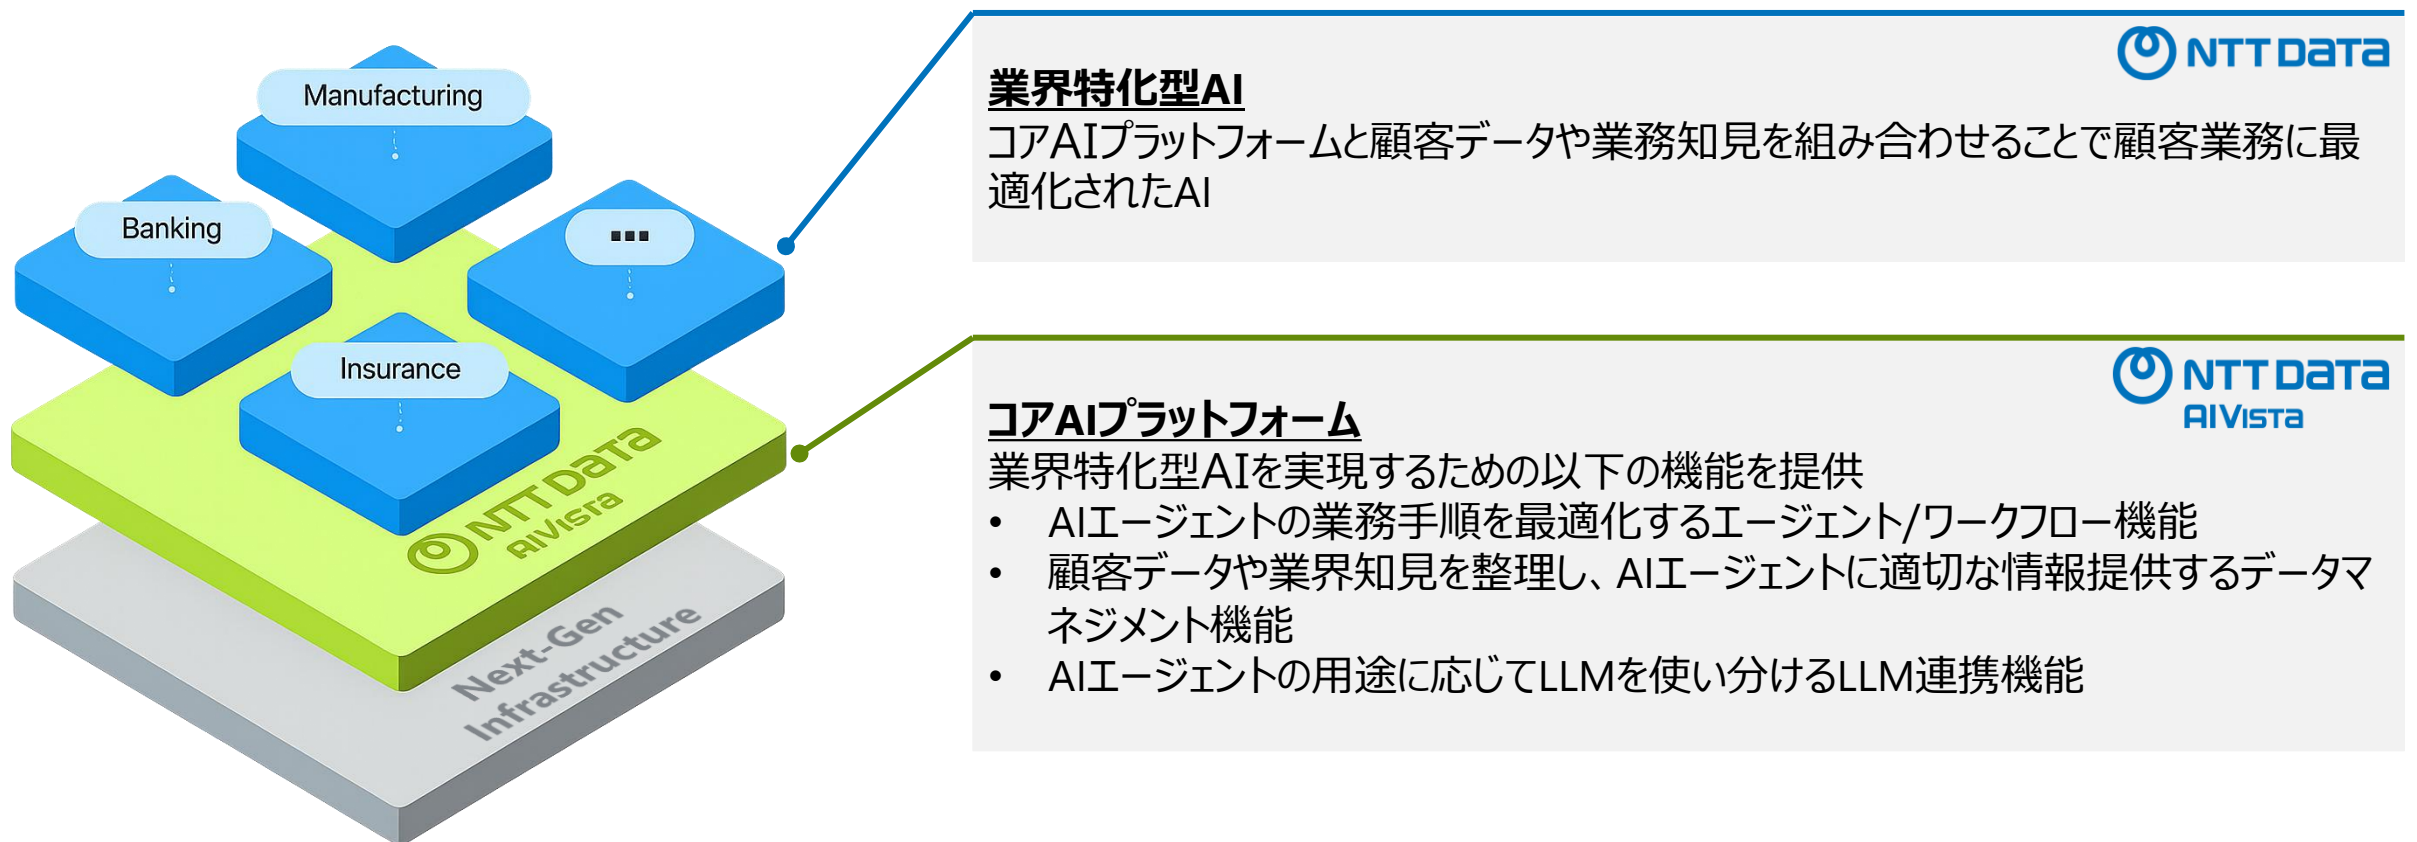 Manufacturing
Banking
■■■
Insurance
NTT DATA
AIVISTA
Next-Gen
Infrastructure
NTT DATA
業界特化型AI
コアAIプラットフォームと顧客データや業務知見を組み合わせることで顧客業務に最
適化されたAI
NTT DATA
AIVISTA
コアAIプラットフォーム
業界特化型AIを実現するための以下の機能を提供
• AIエージェントの業務手順を最適化するエージェント/ワークフロー機能
• 顧客データや業界知見を整理し、AIエージェントに適切な情報提供するデータマ
ネジメント機能
• AIエージェントの用途に応じてLLMを使い分けるLLM連携機能